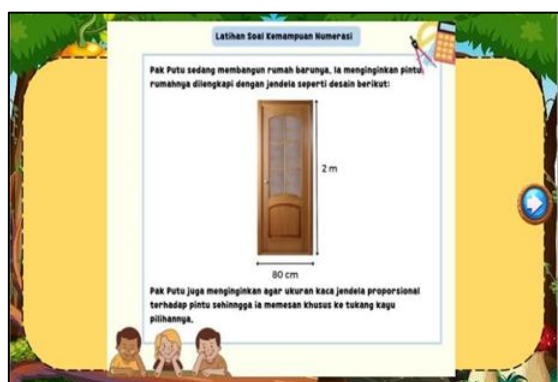 Latihan Soal Kemampuan Numerasi
Pak Putu sedang membangun rumah barunya. Ia menginginkan pintu
rumahnya dilengkapi dengan jendela seperti desain berikut:
2 m
80 cm
Pak Putu juga menginginkan agar ukuran kaca jendela proporsional
terhadap pintu sehinngga ia memesan khusus ke tukang kayu
pilihannya.